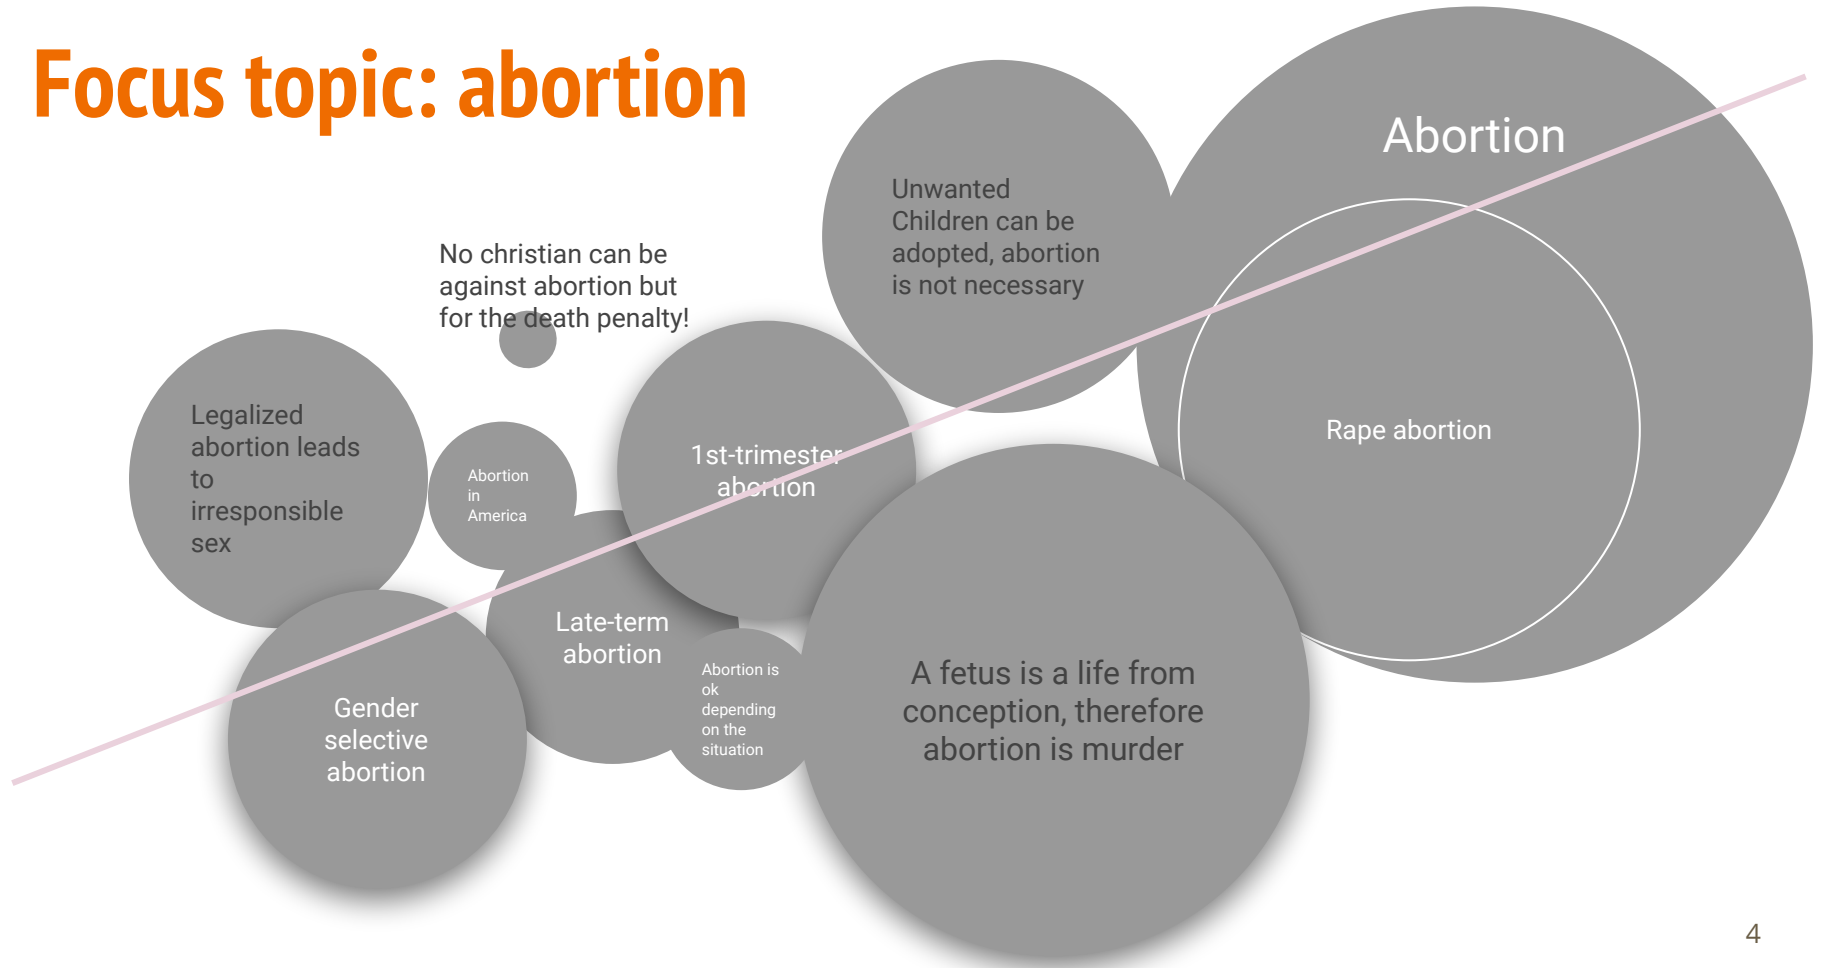 Focus topic: abortion
Abortion
Unwanted
Children can be
adopted, abortion
is not necessary
No christian can be
against abortion but
for the death penalty!
Legalized
abortion leads
to
irresponsible
sex
Abortion
in
America
1st-trimester
abortion
Rape abortion
Late-term
abortion
Abortion is
ok
depending
on the
situation
A fetus is a life from
conception, therefore
abortion is murder
Gender
selective
abortion
4